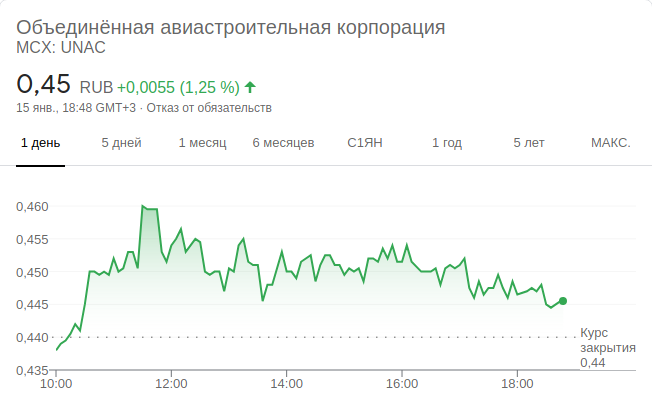 Объединённая авиастроительная корпорация
MCX: UNAC
0,45 RUB +0,0055 (1,25 %)
15 янв., 18:48 GMT+3 · Отказ от обязательств
1 день 5 дней 1 месяц 6 месяцев С1ЯН 1 год 5 лет МАКС.
0,460
0,455
0,450
0,445
0,440
0,435
Курс
закрытия
0,44
10:00 12:00 14:00 16:00 18:00